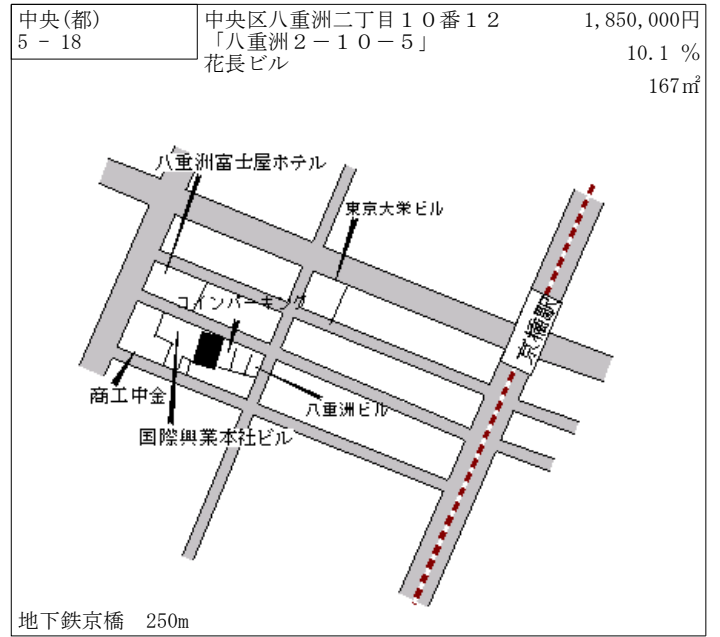 中央(都)
5 - 18
中央区八重洲二丁目１０番１２
「八重洲２－１０－５」
花長ビル
1,850,000円
10.1 %
167㎡
八重洲富士屋ホテル
東京大栄ビル
コインパーキング
京橋駅
商工中金
八重洲ビル
国際興業本社ビル
地下鉄京橋　250m